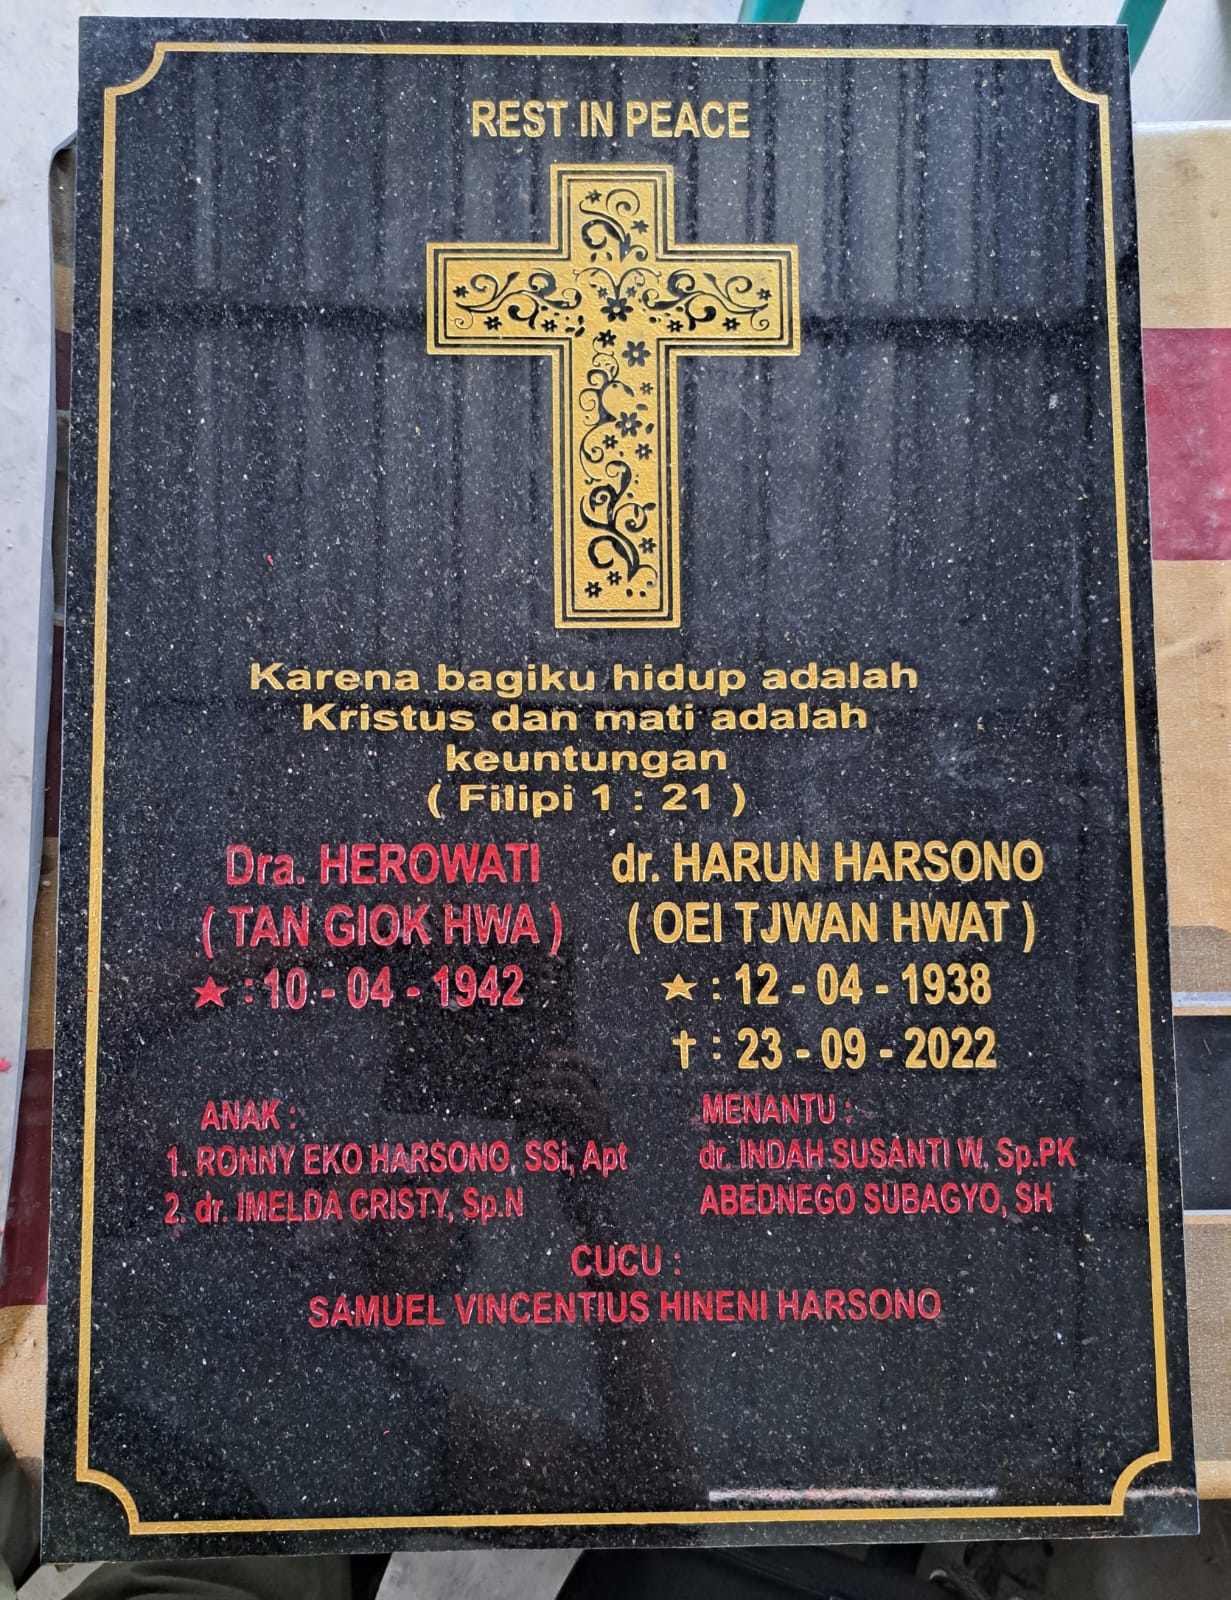 REST IN PEACE
Karena bagiku hidup adalah
Kristus dan mati adalah
keuntungan
( Filipi 1 : 21 )
Dra. HEROWATI
( TAN GIOK HWA )
★ : 10 - 04 - 1942
dr. HARUN HARSONO
( OEI TJWAN HWAT )
★ : 12 - 04 - 1938
✝ : 23 - 09 - 2022
ANAK :
1. RONNY EKO HARSONO, SSi, Apt
2. dr. IMELDA CRISTY, Sp.N
MENANTU :
dr. INDAH SUSANTI W, Sp.PK
ABEDNEGO SUBAGYO, SH
CUCU :
SAMUEL VINCENTIUS HINENI HARSONO